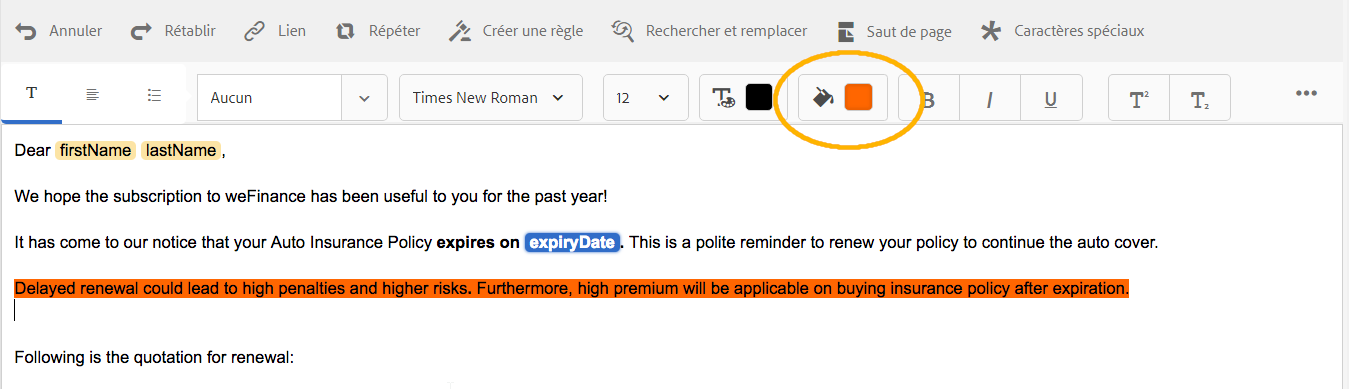 Annuler Rétablir Lien Répéter Créer une règle Rechercher et remplacer Saut de page Caractères spéciaux
T Aucun Times New Roman 12 T B I U T² T₂ •••
Dear firstName lastName ,
We hope the subscription to weFinance has been useful to you for the past year!
It has come to our notice that your Auto Insurance Policy expires on expiryDate. This is a polite reminder to renew your policy to continue the auto cover.
Delayed renewal could lead to high penalties and higher risks. Furthermore, high premium will be applicable on buying insurance policy after expiration.
Following is the quotation for renewal: